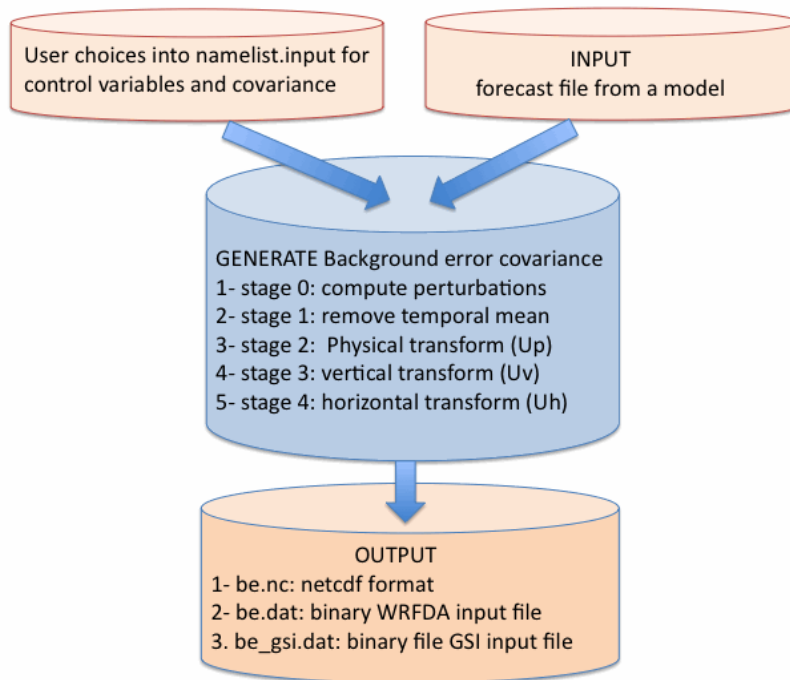 User choices into namelist.input for
control variables and covariance
INPUT
forecast file from a model
GENERATE Background error covariance
1- stage 0: compute perturbations
2- stage 1: remove temporal mean
3- stage 2:  Physical transform (Up)
4- stage 3: vertical transform (Uv)
5- stage 4: horizontal transform (Uh)
OUTPUT
1- be.nc: netcdf format
2- be.dat: binary WRFDA input file
3. be_gsi.dat: binary file GSI input file